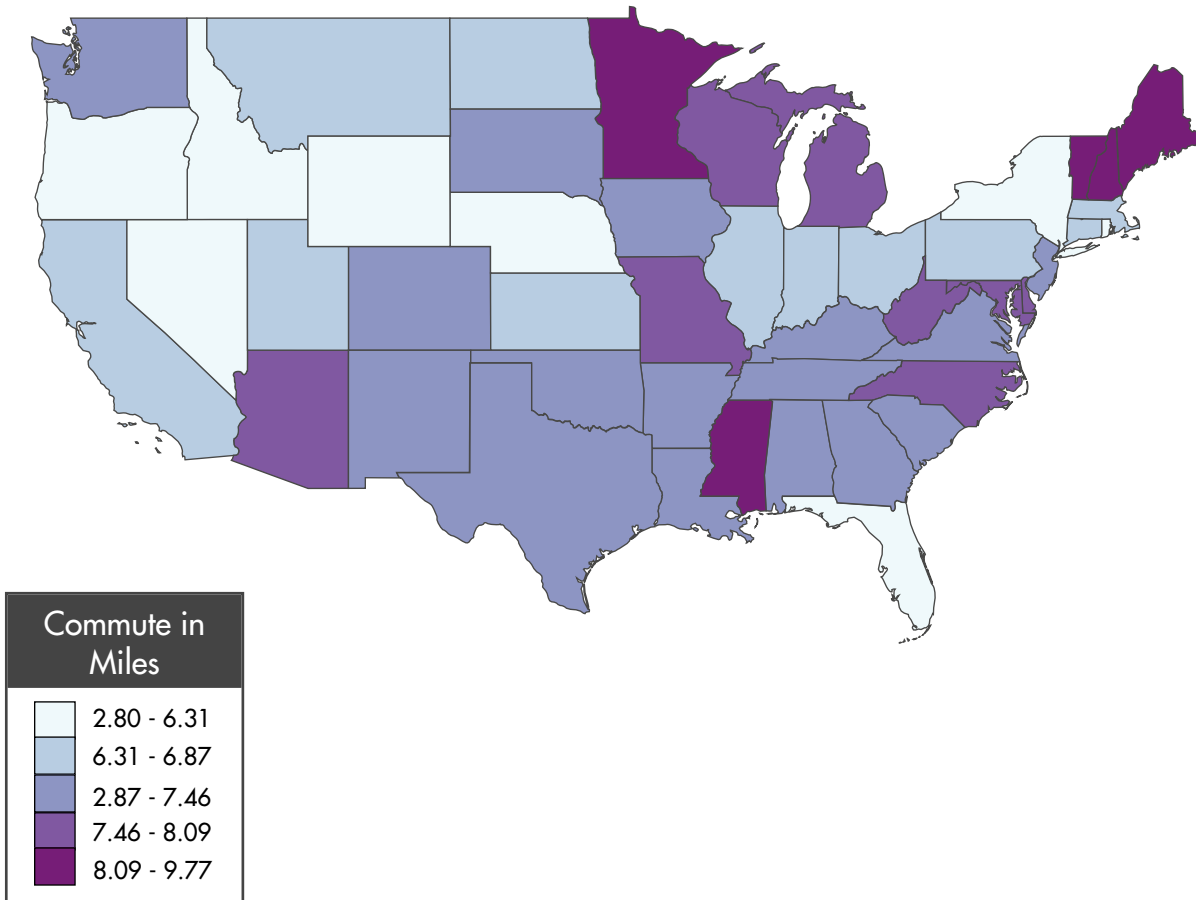 Commute in
Miles
2.80 - 6.31
6.31 - 6.87
2.87 - 7.46
7.46 - 8.09
8.09 - 9.77